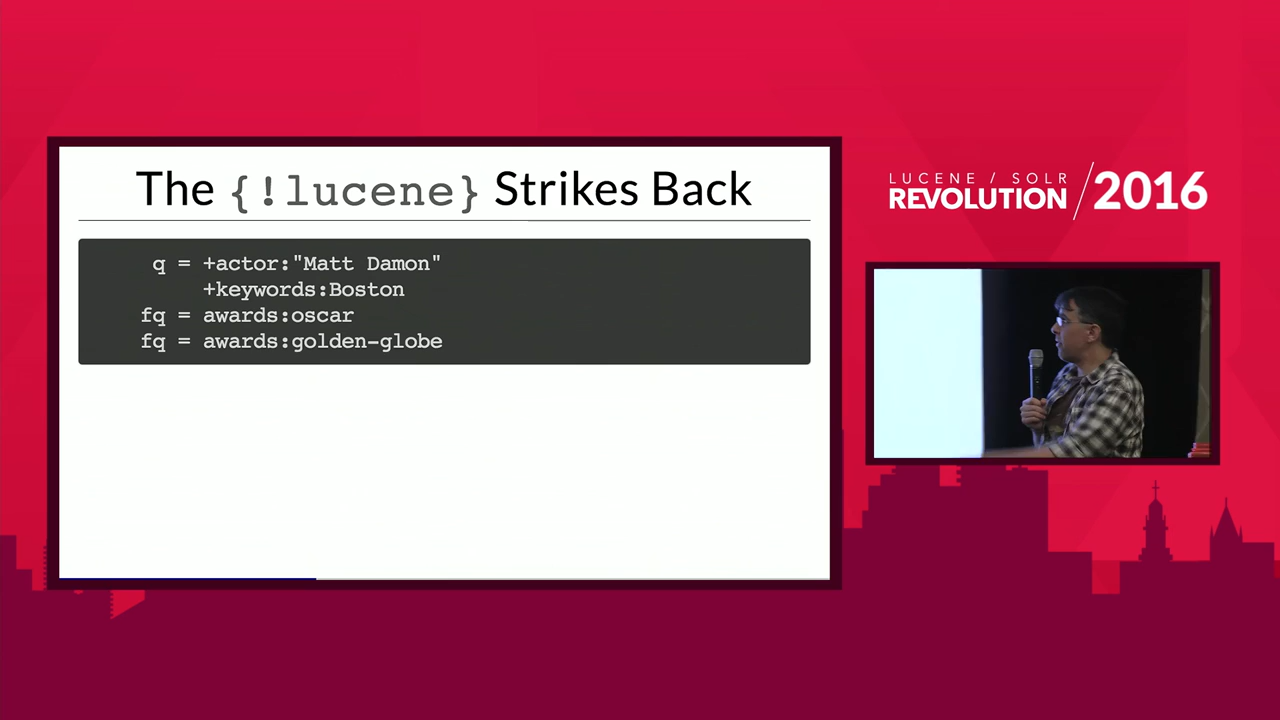 The {!lucene} Strikes Back
q = +actor:"Matt Damon"
+keywords:Boston
fq = awards:oscar
fq = awards:golden-globe
LUCENE / SOLR
REVOLUTION / 2016